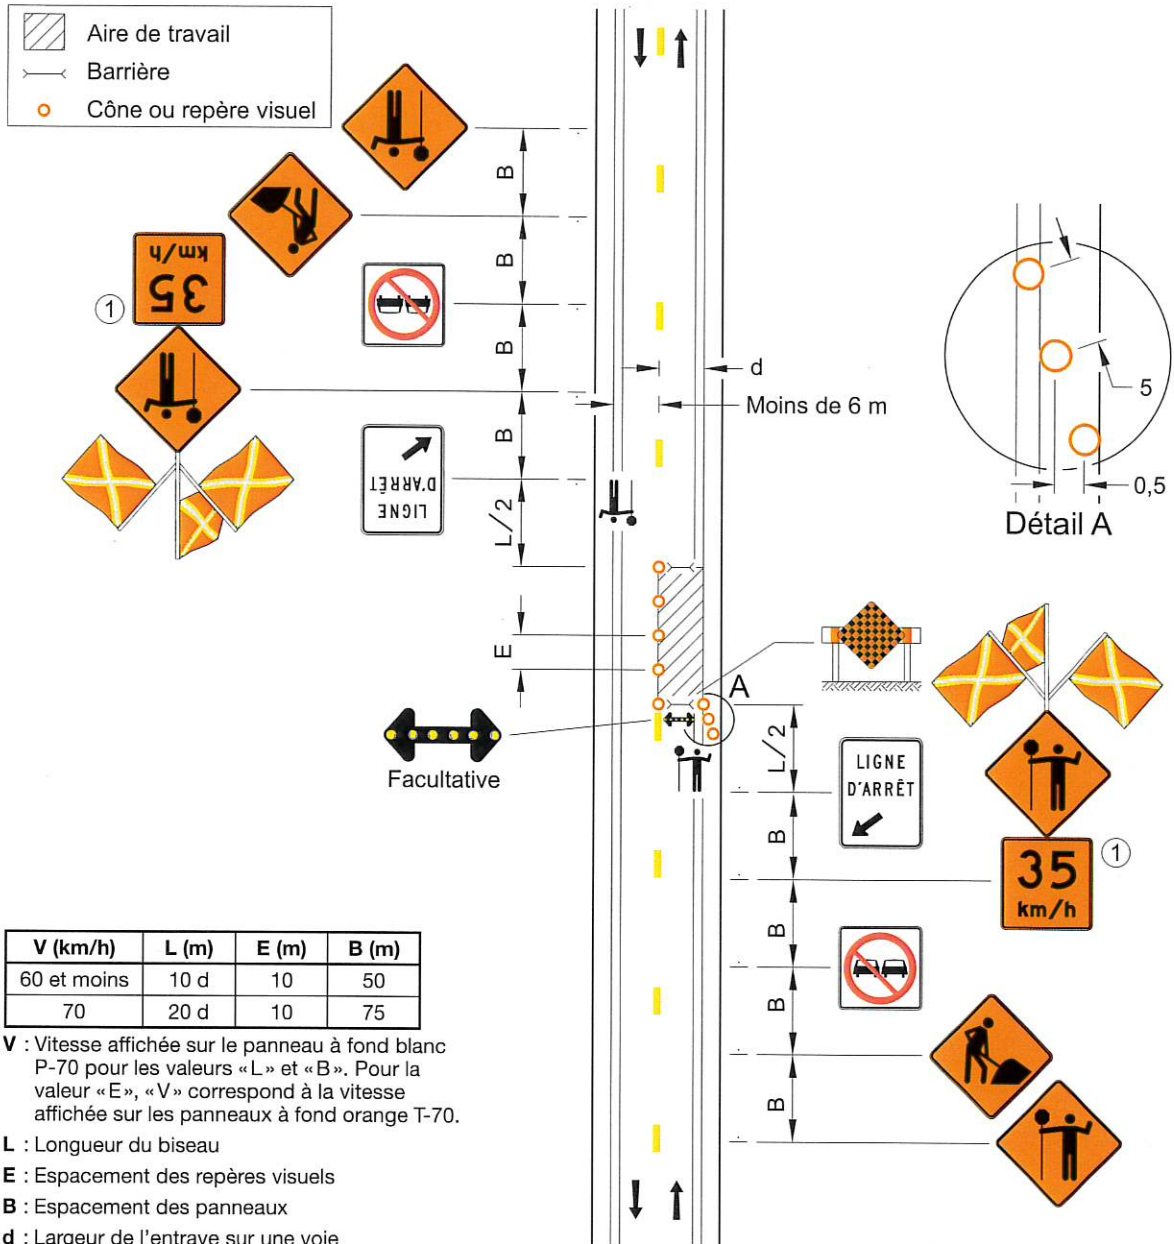 Aire de travail
Barrière
Cône ou repère visuel
B
B
35
km/h
1
B
d
Moins de 6 m
B
LIGNE
D'ARRÊT
L/2
5
0,5
Détail A
E
A
Facultative
L/2
LIGNE
D'ARRÊT
B
35
km/h
1
B
B
B
V (km/h) L (m) E (m) B (m)
60 et moins 10 d 10 50
70 20 d 10 75
V : Vitesse affichée sur le panneau à fond blanc
P-70 pour les valeurs «L» et «B». Pour la
valeur «E», «V» correspond à la vitesse
affichée sur les panneaux à fond orange T-70.
L : Longueur du biseau
E : Espacement des repères visuels
B : Espacement des panneaux
d : Largeur de l'entrave sur une voie